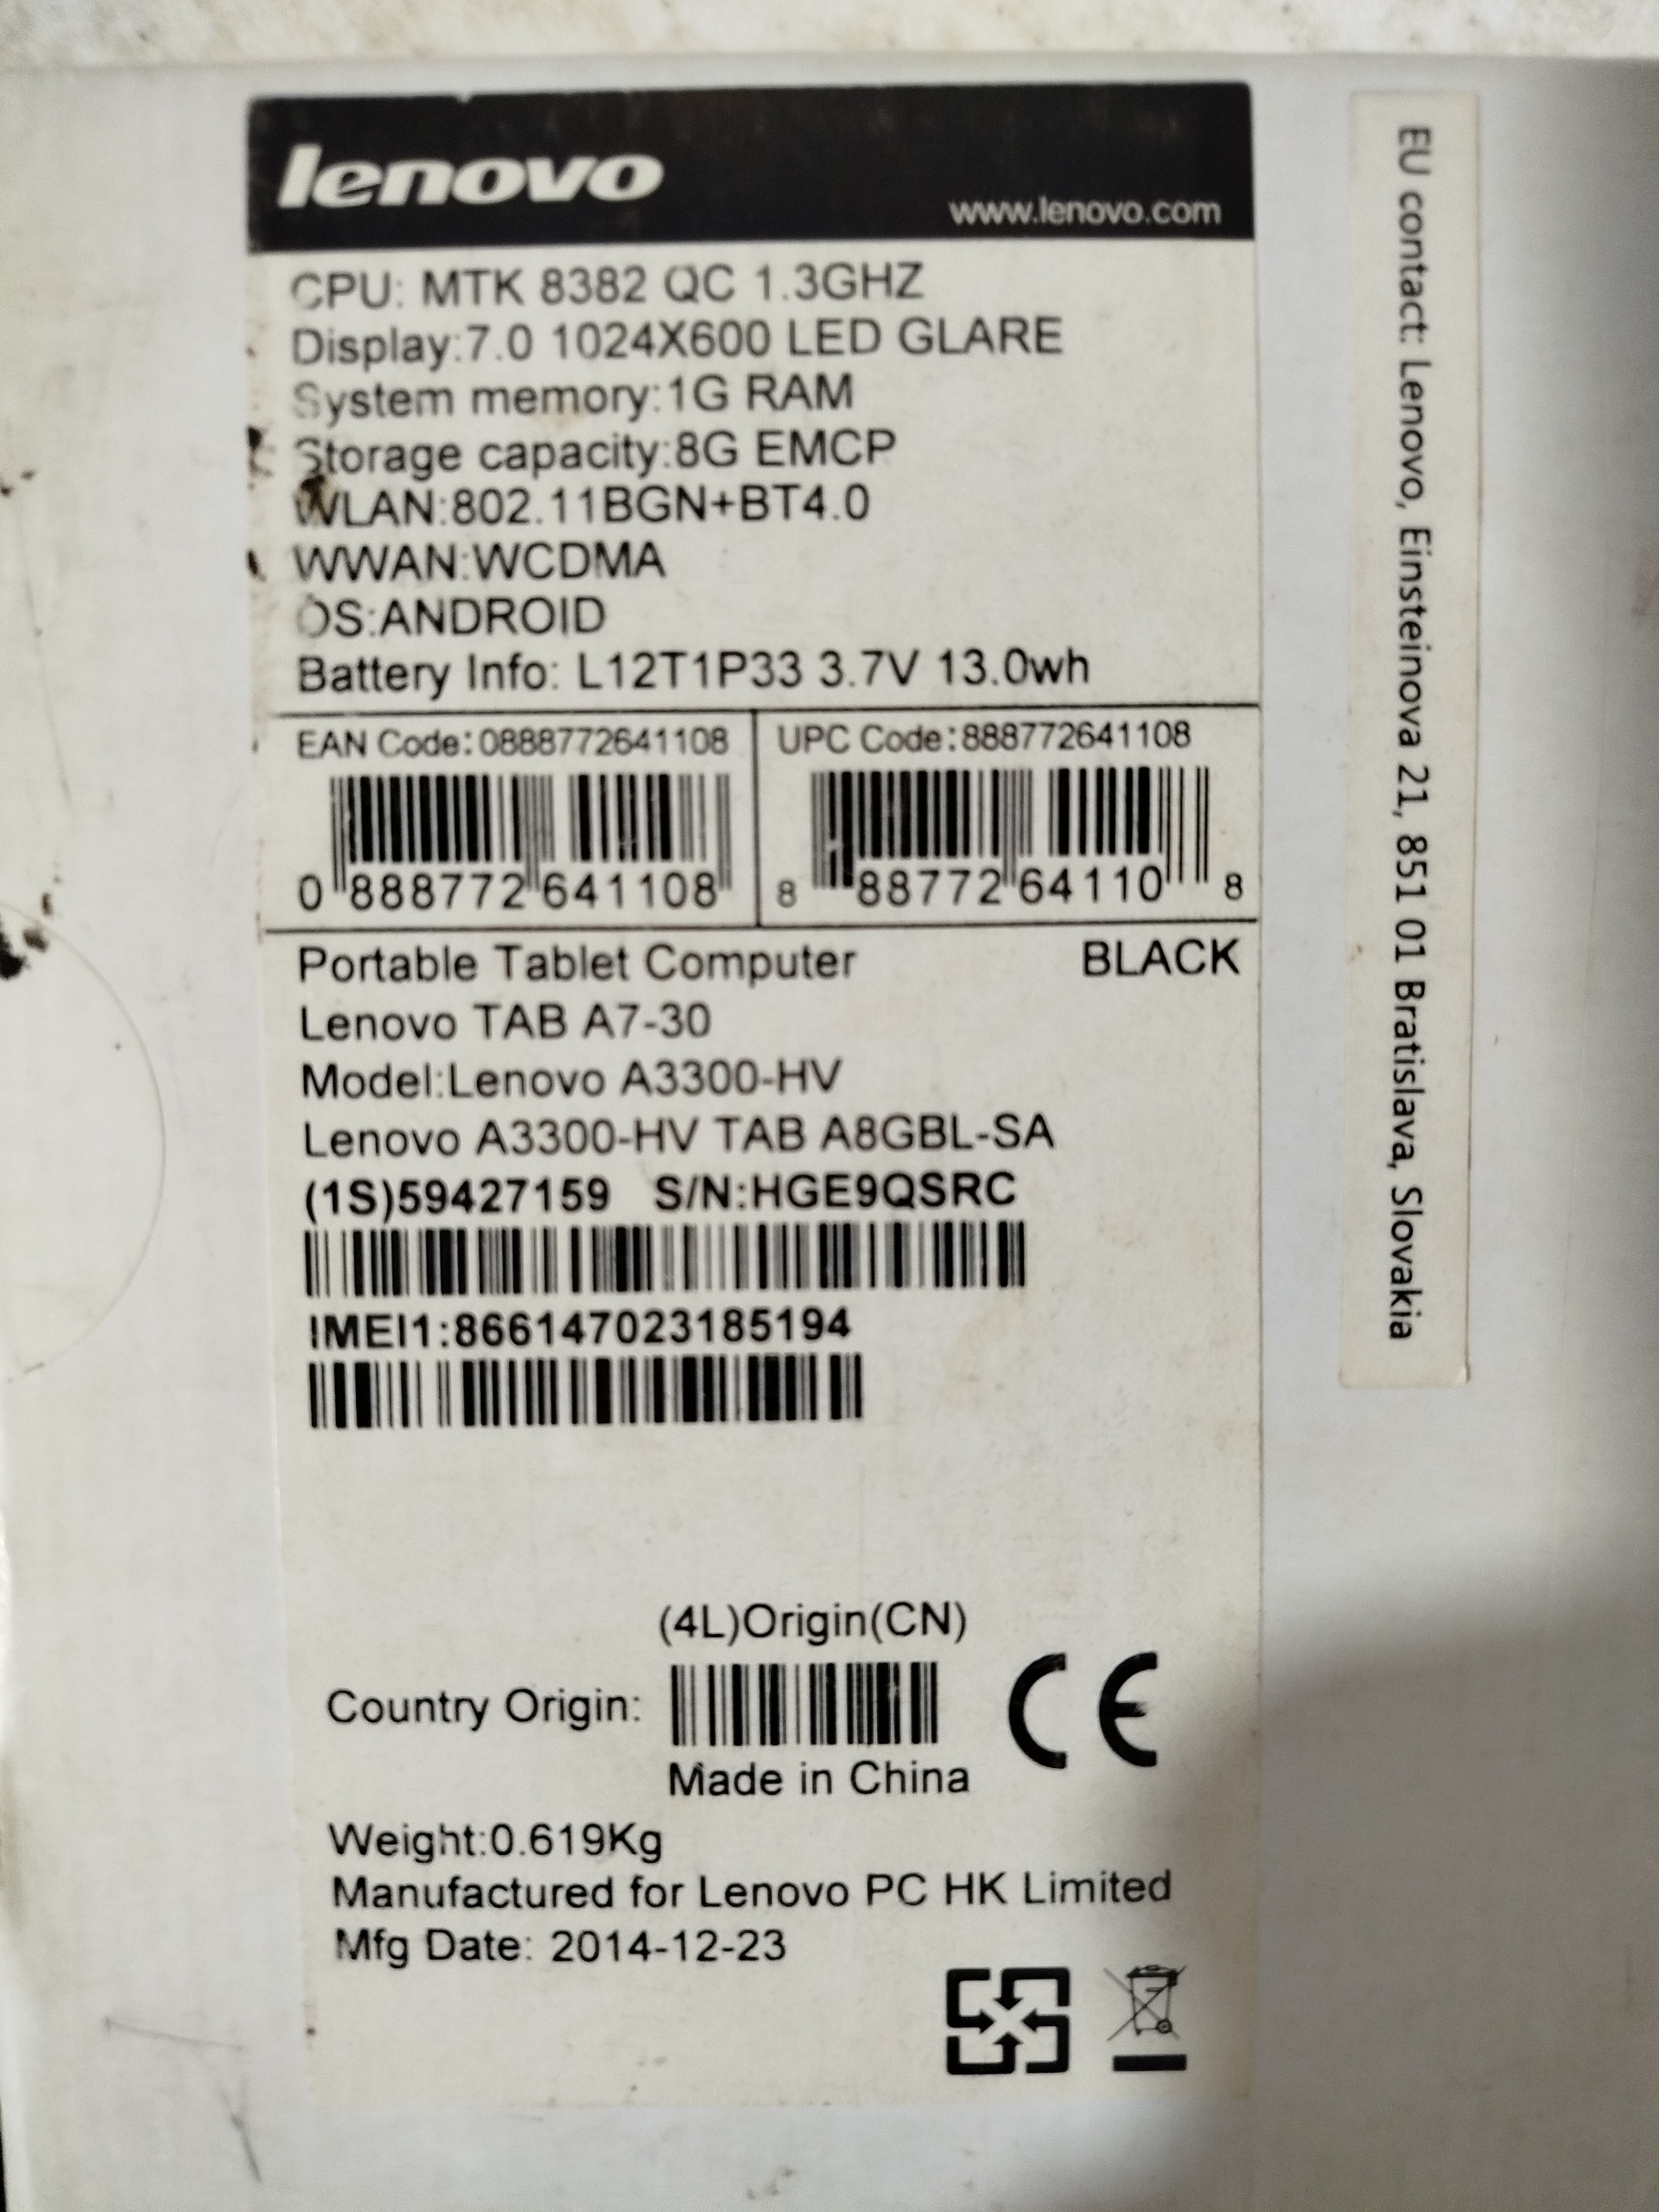 lenovo
www.lenovo.com
CPU: MTK 8382 QC 1.3GHZ
Display:7.0 1024X600 LED GLARE
System memory:1G RAM
Storage capacity:8G EMCP
WLAN:802.11BGN+BT4.0
WWAN:WCDMA
OS:ANDROID
Battery Info: L12T1P33 3.7V 13.0wh
EAN Code:0888772641108
UPC Code:888772641108
0 888772 641108
8 88772 64110 8
Portable Tablet Computer BLACK
Lenovo TAB A7-30
Model:Lenovo A3300-HV
Lenovo A3300-HV TAB A8GBL-SA
(1S)59427159 S/N:HGE9QSRC
IMEI1:866147023185194
(4L)Origin(CN)
Country Origin:
Made in China
CE
Weight:0.619Kg
Manufactured for Lenovo PC HK Limited
Mfg Date: 2014-12-23
EU contact: Lenovo, Einsteinova 21, 851 01 Bratislava, Slovakia